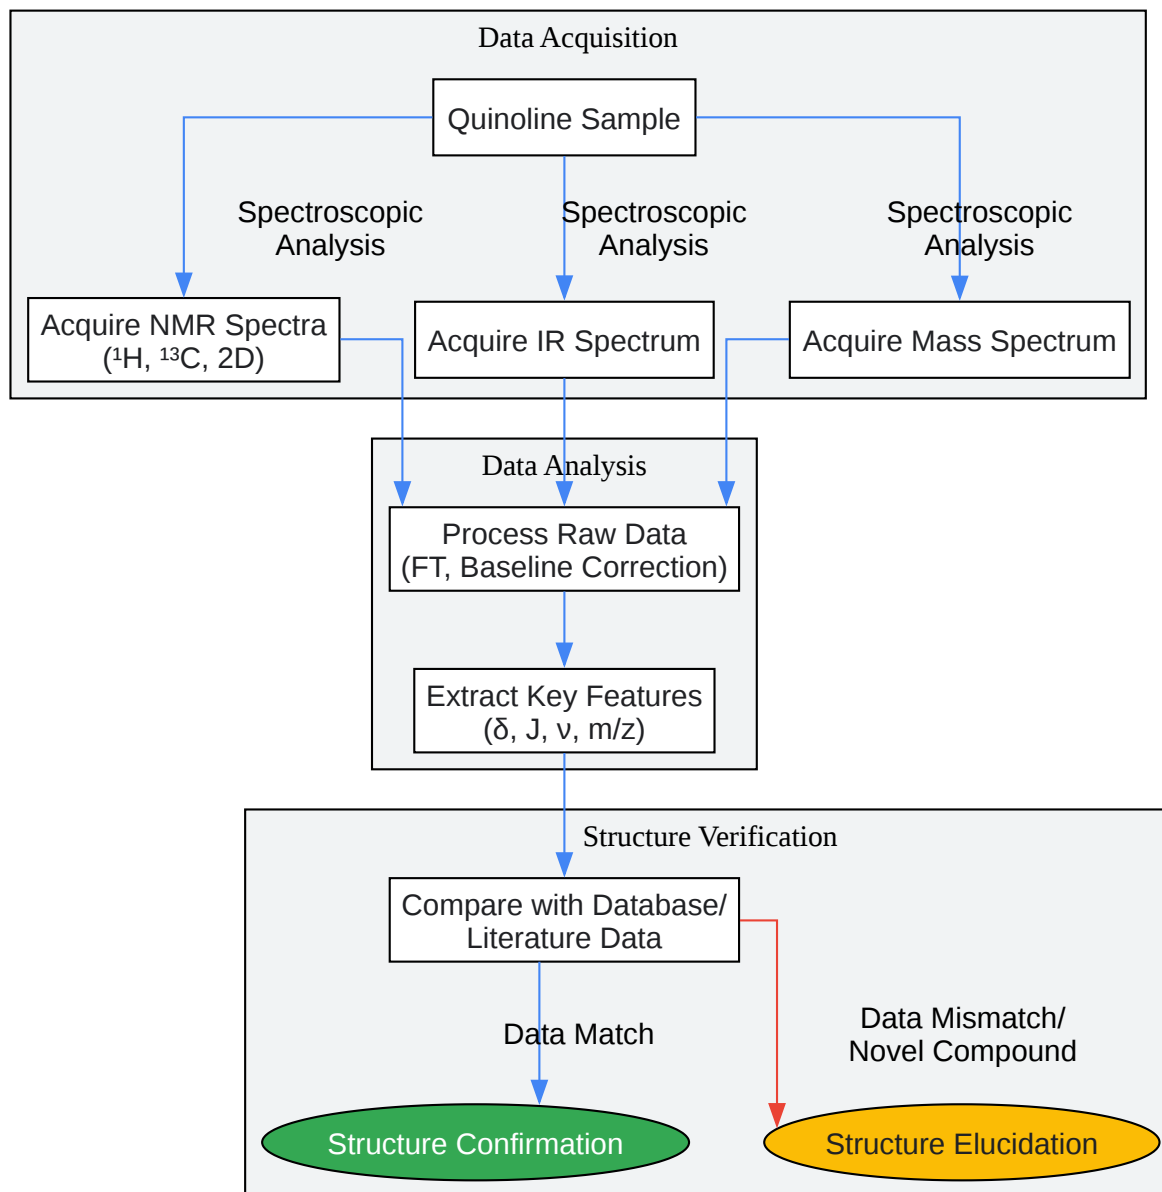 Data Acquisition
Quinoline Sample
Spectroscopic
Analysis
Spectroscopic
Analysis
Spectroscopic
Analysis
Acquire NMR Spectra
(¹H, ¹³C, 2D)
Acquire IR Spectrum
Acquire Mass Spectrum
Data Analysis
Process Raw Data
(FT, Baseline Correction)
Extract Key Features
(δ, J, ν, m/z)
Structure Verification
Compare with Database/
Literature Data
Data Match
Data Mismatch/
Novel Compound
Structure Confirmation
Structure Elucidation